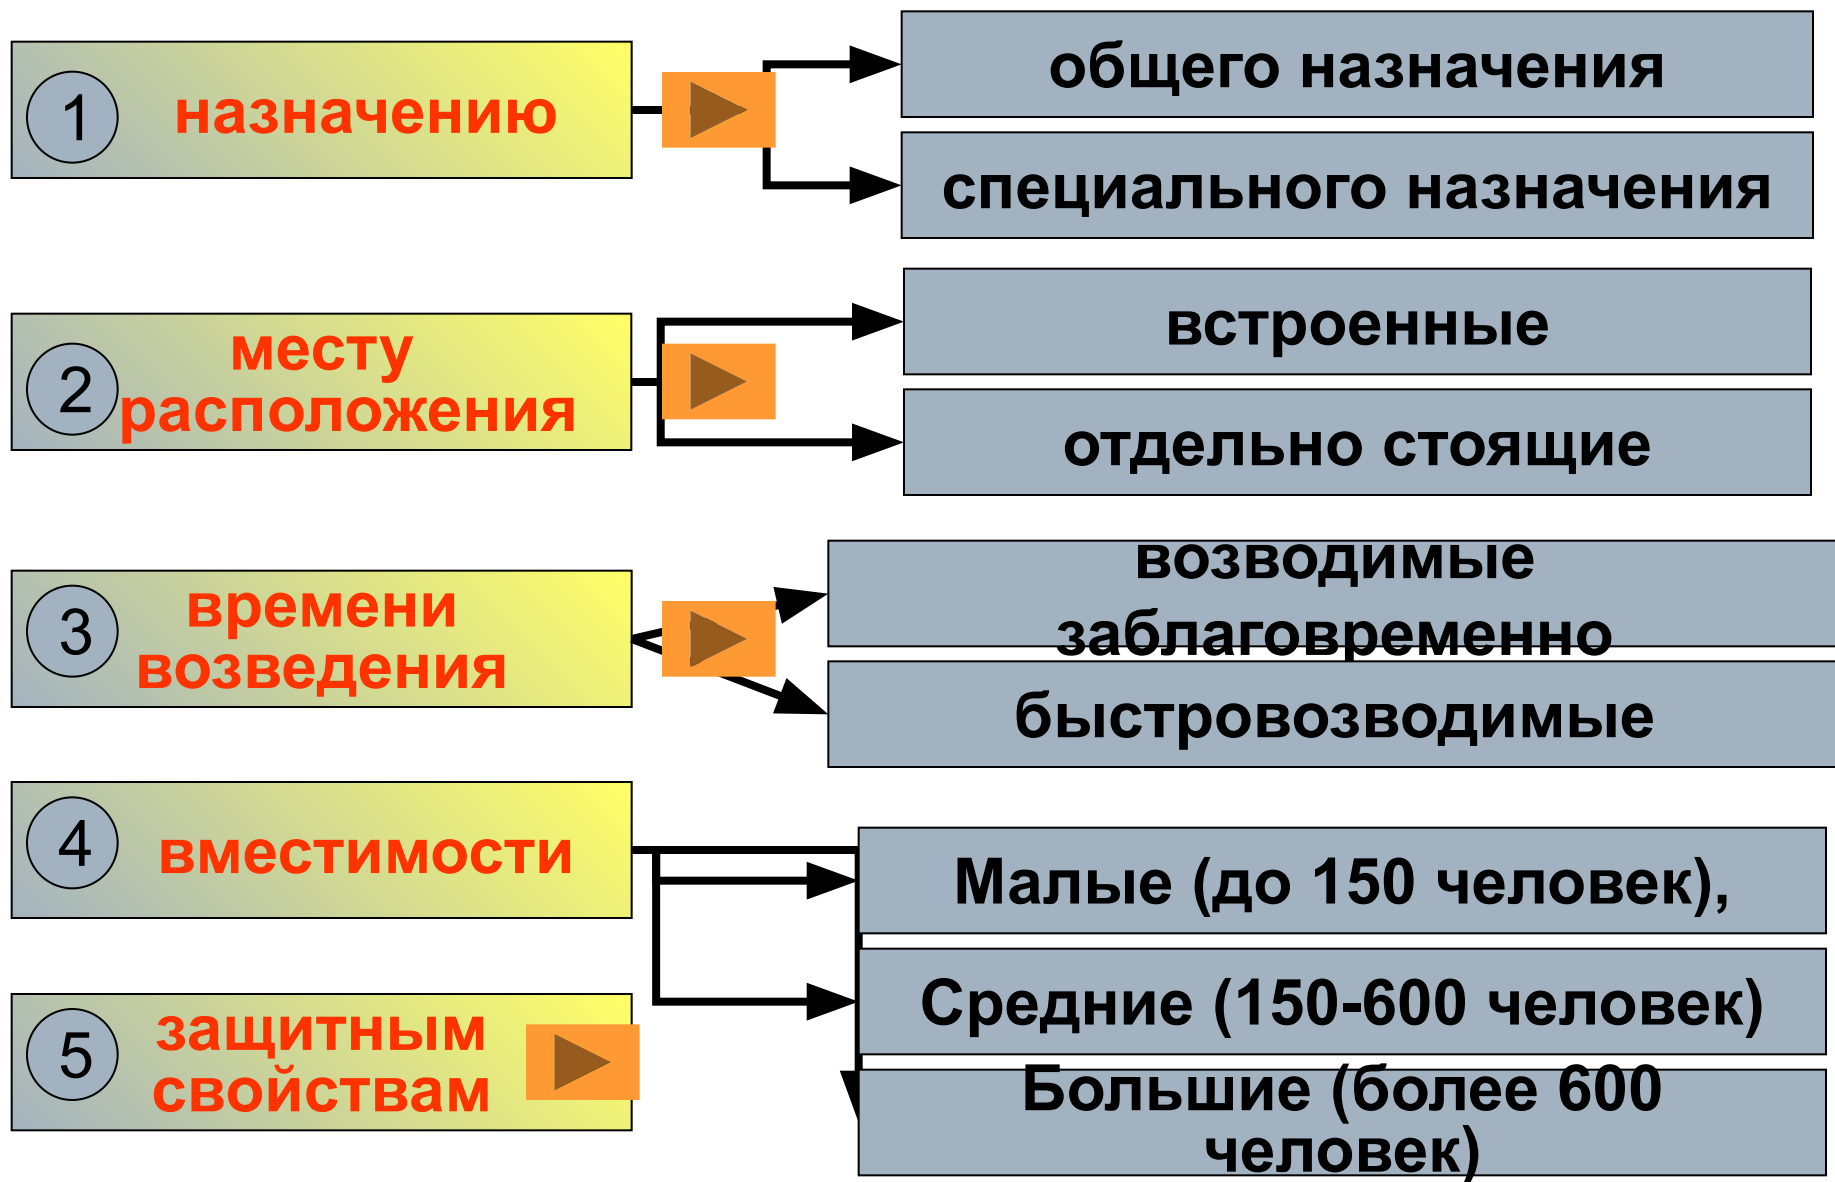 1
назначению
общего назначения
специального назначения
2
месту
расположения
встроенные
отдельно стоящие
3
времени
возведения
возводимые
заблаговременно
быстровозводимые
4
вместимости
Малые (до 150 человек),
Средние (150-600 человек)
Большие (более 600
человек)
5
защитным
свойствам